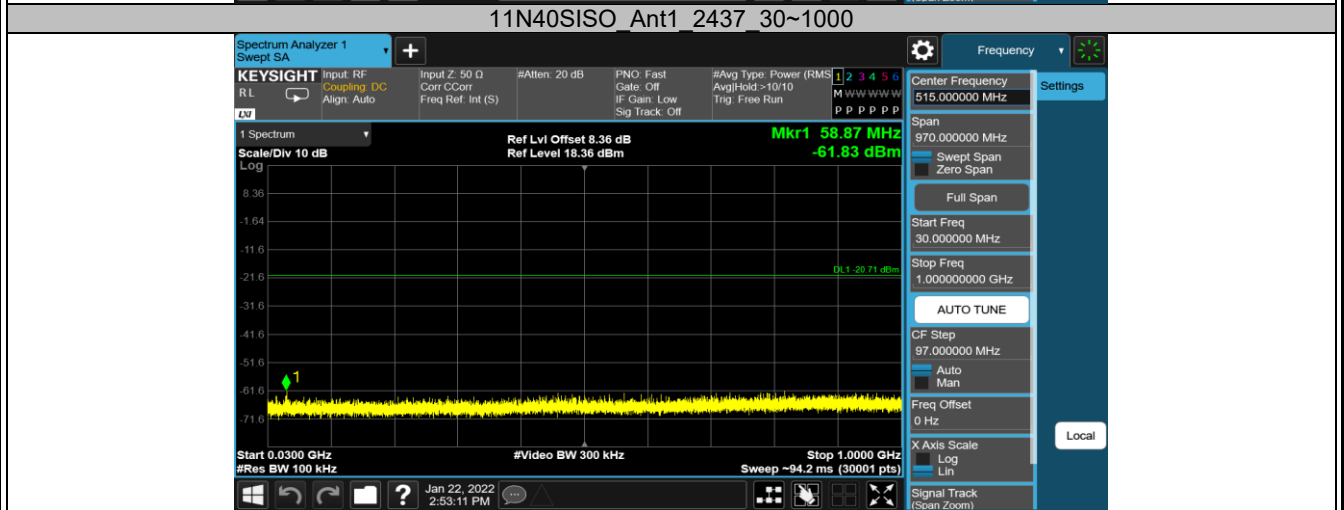 (Span Zoom)
11N40SISO_Ant1_2437_30~1000
Spectrum Analyzer 1
Swept SA
Frequency
KEYSIGHT
RL
LXI
Input: RF
Coupling: DC
Align: Auto
Input Z: 50 Ω
Corr CCorr
Freq Ref: Int (S)
#Atten: 20 dB
PNO: Fast
Gate: Off
IF Gain: Low
Sig Track: Off
#Avg Type: Power (RMS
Avg|Hold:>10/10
Trig: Free Run
1 2 3 4 5 6
M W W W W W
P P P P P P
1 Spectrum
Scale/Div 10 dB
Log
Ref Lvl Offset 8.36 dB
Ref Level 18.36 dBm
Mkr1 58.87 MHz
-61.83 dBm
8.36
-1.64
-11.6
-21.6
-31.6
-41.6
-51.6
-61.6
-71.6
DL1 -20.71 dBm
1
Start 0.0300 GHz
#Res BW 100 kHz
#Video BW 300 kHz
Stop 1.0000 GHz
Sweep ~94.2 ms (30001 pts)
?
Jan 22, 2022
2:53:11 PM
Center Frequency
515.000000 MHz
Span
970.000000 MHz
Swept Span
Zero Span
Full Span
Start Freq
30.000000 MHz
Stop Freq
1.000000000 GHz
AUTO TUNE
CF Step
97.000000 MHz
Auto
Man
Freq Offset
0 Hz
X Axis Scale
Log
Lin
Signal Track
(Span Zoom)
Settings
Local